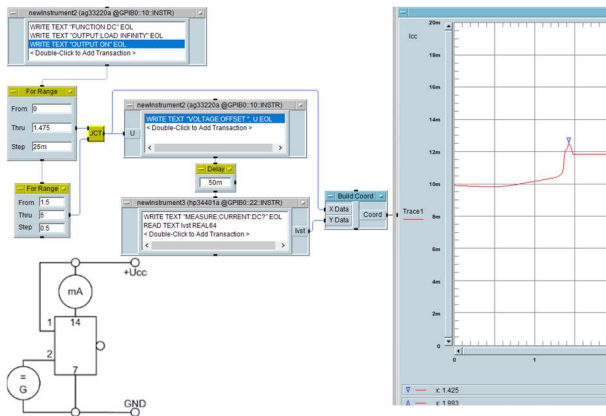 newInstrument2 (ag33220a @GPIB0::10::INSTR)
WRITE TEXT "FUNCTION DC" EOL
WRITE TEXT "OUTPUT:LOAD INFINITY" EOL
WRITE TEXT "OUTPUT ON" EOL
< Double-Click to Add Transaction >
For Range
From 0
Thru 1.475
Step 25m
JCT
For Range
From 1.5
Thru 5
Step 0.5
newInstrument2 (ag33220a @GPIB0::10::INSTR)
U
WRITE TEXT "VOLTAGE:OFFSET ", U EOL
< Double-Click to Add Transaction >
Delay
50m
newInstrument3 (hp34401a @GPIB0::22::INSTR)
WRITE TEXT "MEASURE:CURRENT:DC?" EOL
READ TEXT Ivst REAL64
< Double-Click to Add Transaction >
Ivst
Build Coord
X Data
Y Data
Coord
Trace1
Icc
20m
18m
16m
14m
12m
10m
8m
6m
4m
2m
0
1
x: 1.425
x: 1.993
+Ucc
mA
1
14
2
7
=
G
GND